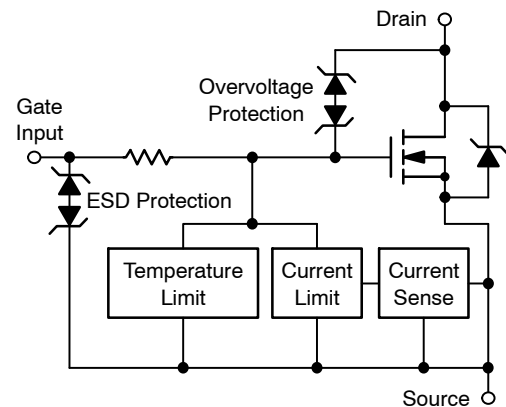 Drain
Overvoltage
Protection
Gate
Input
ESD Protection
Temperature
Limit
Current
Limit
Current
Sense
Source